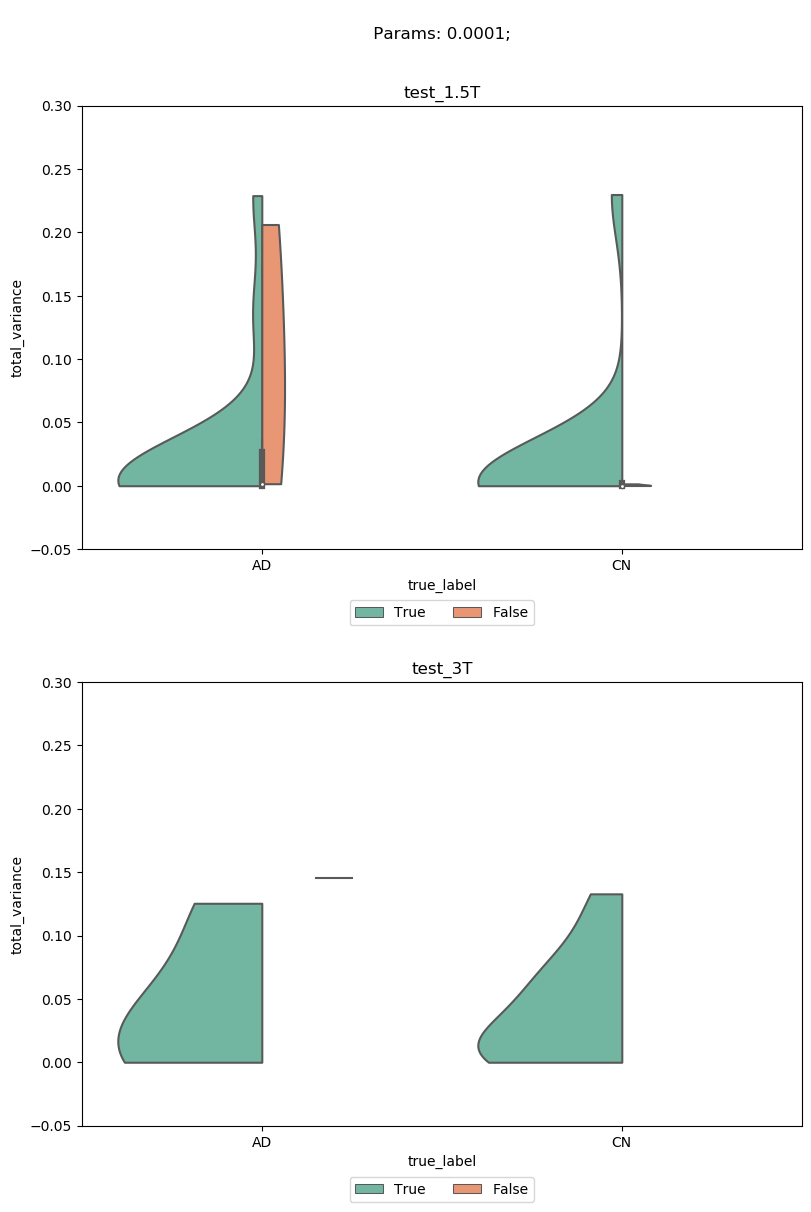 Params: 0.0001;
test_1.5T
0.30
0.25
0.20
0.15
0.10
0.05
0.00
−0.05
total_variance
AD CN
true_label
True False
test_3T
0.30
0.25
0.20
0.15
0.10
0.05
0.00
−0.05
total_variance
AD CN
true_label
True False